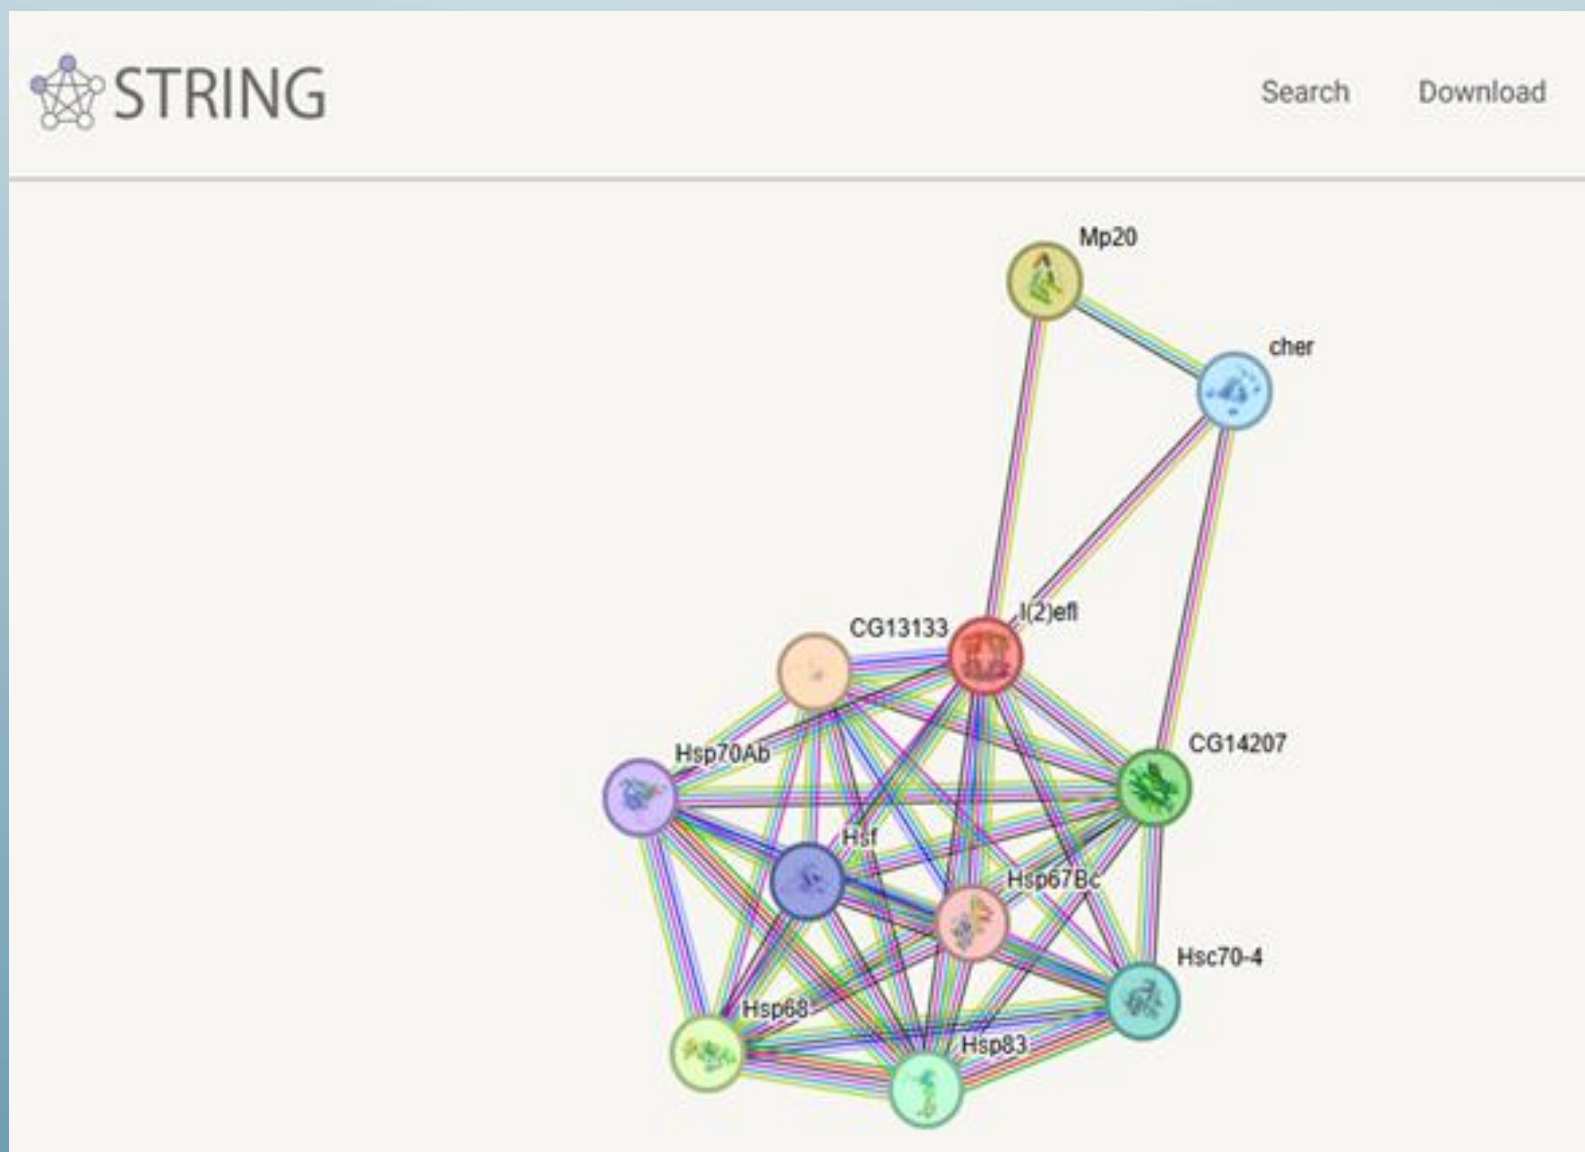 STRING
Search
Download
Mp20
cher
l(2)efl
CG13133
CG14207
Hsp70Ab
Hsf
Hsp67Bc
Hsc70-4
Hsp68
Hsp83